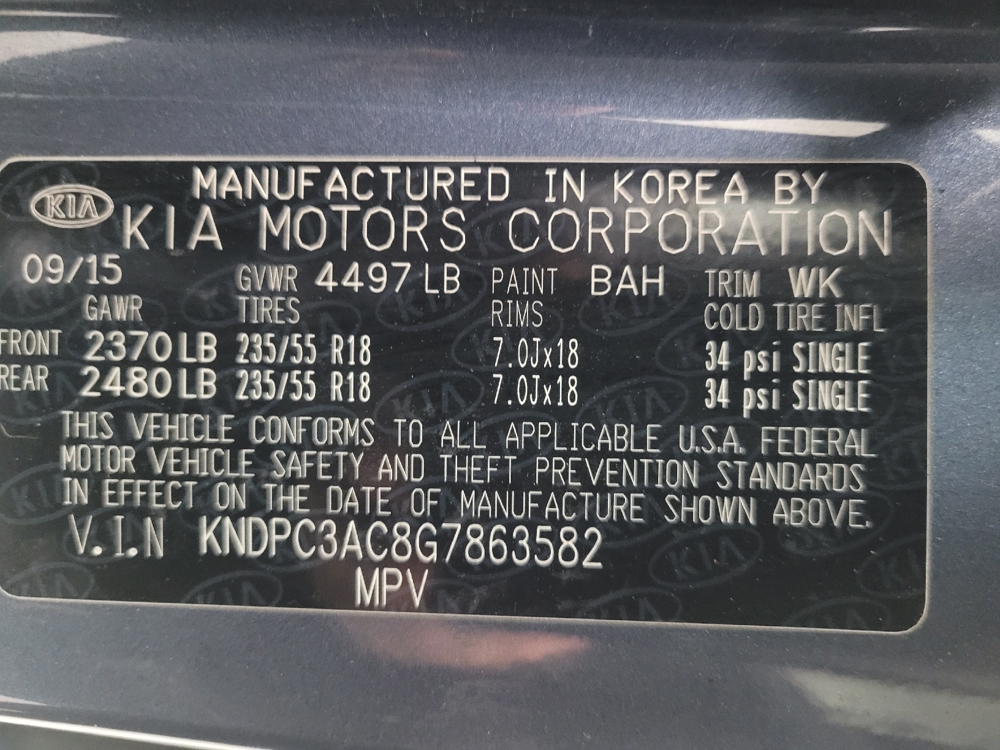 KIA
MANUFACTURED IN KOREA BY
KIA MOTORS CORPORATION
09/15 GVWR 4497 LB PAINT BAH TRIM WK
GAWR TIRES RIMS COLD TIRE INFL
FRONT 2370 LB 235/55 R18 7.0Jx18 34 psi SINGLE
REAR 2480 LB 235/55 R18 7.0Jx18 34 psi SINGLE
THIS VEHICLE CONFORMS TO ALL APPLICABLE U.S.A. FEDERAL
MOTOR VEHICLE SAFETY AND THEFT PREVENTION STANDARDS
IN EFFECT ON THE DATE OF MANUFACTURE SHOWN ABOVE.
V.I.N KNDPC3AC8G7863582
MPV